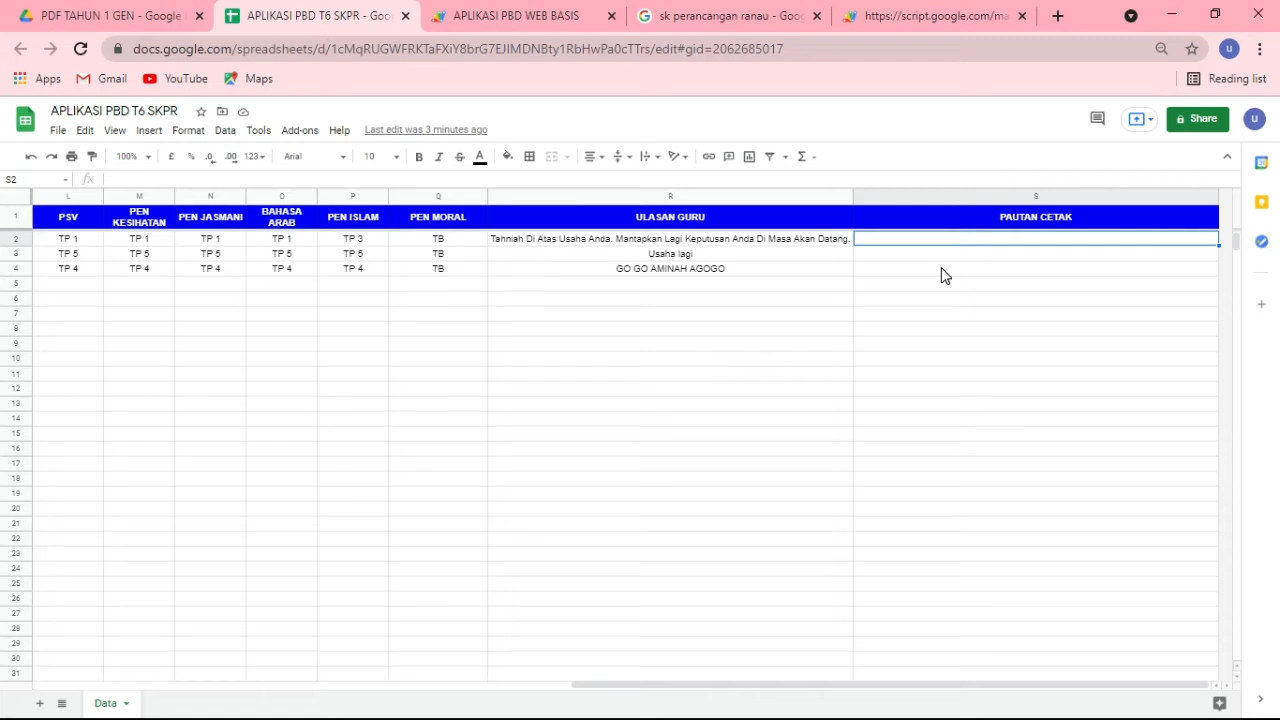 PDF TAHUN 1 GEN - Google
APLIKASI PBD T6 SKPR - Goo
APLIKASI PBD WEB BASIS
sk perancangan ranau - Goog
https://script.google.com/ma
docs.google.com/spreadsheets/d/1cMqRUGWFRKTaFXiY8brG7EJIMDNBty1RbHwPa0cTTrs/edit#gid=2062685017
u
Apps
Gmail
YouTube
Maps
Reading list
APLIKASI PBD T6 SKPR
File Edit View Insert Format Data Tools Add-ons Help Last edit was 3 minutes ago
Share
u
100% £ % .0 .00 123 Arial 10 B I S A
S2 fx
L M N O P Q R S
1 PSV PEN KESIHATAN PEN JASMANI BAHASA ARAB PEN ISLAM PEN MORAL ULASAN GURU PAUTAN CETAK
2 TP 1 TP 1 TP 1 TP 1 TP 3 TB Tahniah Di Atas Usaha Anda. Mantapkan Lagi Keputusan Anda Di Masa Akan Datang.
3 TP 5 TP 5 TP 5 TP 5 TP 5 TB Usaha lagi
4 TP 4 TP 4 TP 4 TP 4 TP 4 TB GO GO AMINAH AGOGO
5
6
7
8
9
10
11
12
13
14
15
16
17
18
19
20
21
22
23
24
25
26
27
28
29
30
31
Data